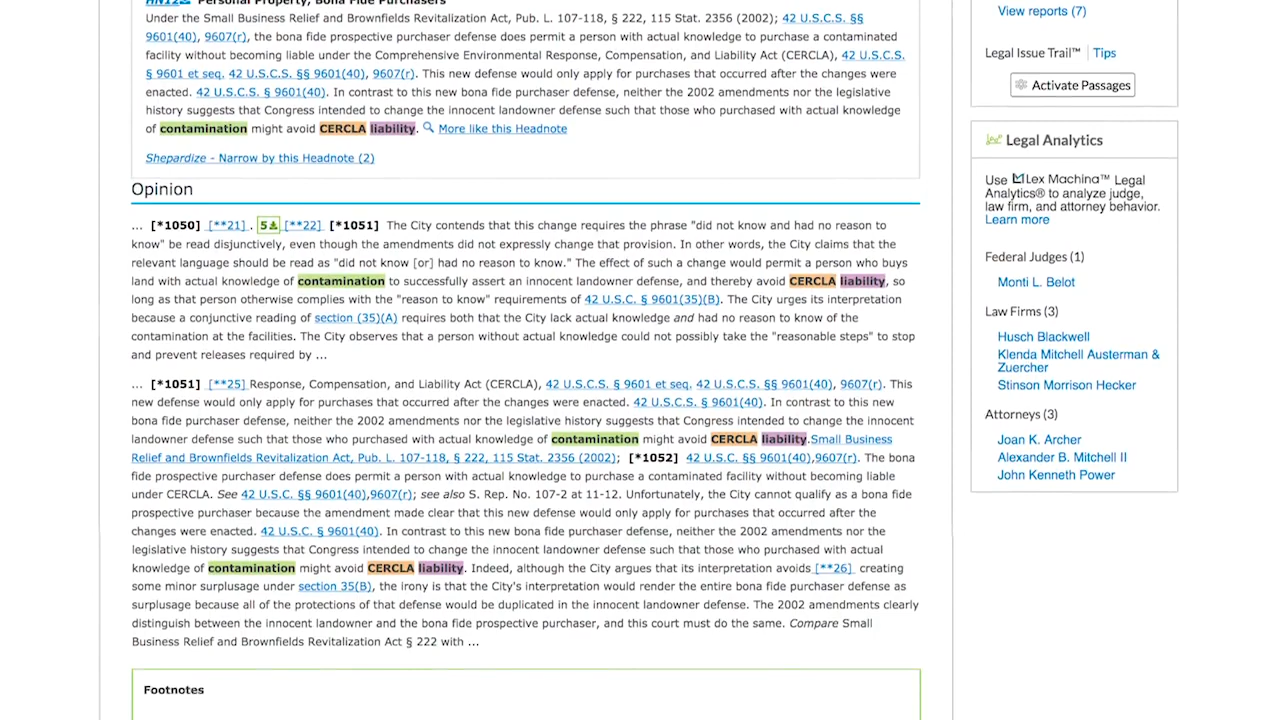 HN12 Personal Property, Bona Fide Purchasers
Under the Small Business Relief and Brownfields Revitalization Act, Pub. L. 107-118, § 222, 115 Stat. 2356 (2002); 42 U.S.C.S. §§
9601(40), 9607(r), the bona fide prospective purchaser defense does permit a person with actual knowledge to purchase a contaminated
facility without becoming liable under the Comprehensive Environmental Response, Compensation, and Liability Act (CERCLA), 42 U.S.C.S.
§ 9601 et seq. 42 U.S.C.S. §§ 9601(40), 9607(r). This new defense would only apply for purchases that occurred after the changes were
enacted. 42 U.S.C.S. § 9601(40). In contrast to this new bona fide purchaser defense, neither the 2002 amendments nor the legislative
history suggests that Congress intended to change the innocent landowner defense such that those who purchased with actual knowledge
of contamination might avoid CERCLA liability. More like this Headnote
Shepardize - Narrow by this Headnote (2)
Opinion
... [*1050] [**21] . 5 [**22] [*1051] The City contends that this change requires the phrase "did not know and had no reason to
know" be read disjunctively, even though the amendments did not expressly change that provision. In other words, the City claims that the
relevant language should be read as "did not know [or] had no reason to know." The effect of such a change would permit a person who buys
land with actual knowledge of contamination to successfully assert an innocent landowner defense, and thereby avoid CERCLA liability, so
long as that person otherwise complies with the "reason to know" requirements of 42 U.S.C. § 9601(35)(B). The City urges its interpretation
because a conjunctive reading of section (35)(A) requires both that the City lack actual knowledge and had no reason to know of the
contamination at the facilities. The City observes that a person without actual knowledge could not possibly take the "reasonable steps" to stop
and prevent releases required by ...
... [*1051] [**25] Response, Compensation, and Liability Act (CERCLA), 42 U.S.C.S. § 9601 et seq. 42 U.S.C.S. §§ 9601(40), 9607(r). This
new defense would only apply for purchases that occurred after the changes were enacted. 42 U.S.C.S. § 9601(40). In contrast to this new
bona fide purchaser defense, neither the 2002 amendments nor the legislative history suggests that Congress intended to change the innocent
landowner defense such that those who purchased with actual knowledge of contamination might avoid CERCLA liability.Small Business
Relief and Brownfields Revitalization Act, Pub. L. 107-118, § 222, 115 Stat. 2356 (2002); [*1052] 42 U.S.C. §§ 9601(40),9607(r). The bona
fide prospective purchaser defense does permit a person with actual knowledge to purchase a contaminated facility without becoming liable
under CERCLA. See 42 U.S.C. §§ 9601(40),9607(r); see also S. Rep. No. 107-2 at 11-12. Unfortunately, the City cannot qualify as a bona fide
prospective purchaser because the amendment made clear that this new defense would only apply for purchases that occurred after the
changes were enacted. 42 U.S.C. § 9601(40). In contrast to this new bona fide purchaser defense, neither the 2002 amendments nor the
legislative history suggests that Congress intended to change the innocent landowner defense such that those who purchased with actual
knowledge of contamination might avoid CERCLA liability. Indeed, although the City argues that its interpretation avoids [**26] creating
some minor surplusage under section 35(B), the irony is that the City's interpretation would render the entire bona fide purchaser defense as
surplusage because all of the protections of that defense would be duplicated in the innocent landowner defense. The 2002 amendments clearly
distinguish between the innocent landowner and the bona fide prospective purchaser, and this court must do the same. Compare Small
Business Relief and Brownfields Revitalization Act § 222 with ...
Footnotes
View reports (7)
Legal Issue Trail™ Tips
Activate Passages
Legal Analytics
Use Lex Machina™ Legal
Analytics® to analyze judge,
law firm, and attorney behavior.
Learn more
Federal Judges (1)
Monti L. Belot
Law Firms (3)
Husch Blackwell
Klenda Mitchell Austerman &
Zuercher
Stinson Morrison Hecker
Attorneys (3)
Joan K. Archer
Alexander B. Mitchell II
John Kenneth Power